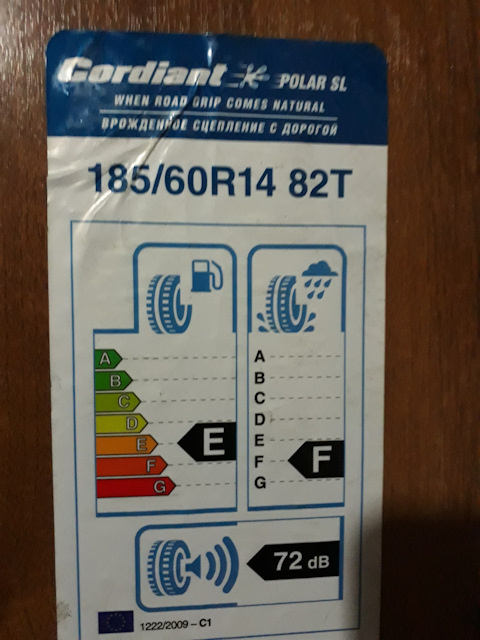 Cordiant POLAR SL
WHEN ROAD GRIP COMES NATURAL
ВРОЖДЕННОЕ СЦЕПЛЕНИЕ С ДОРОГОЙ
185/60R14 82T
A
B
C
D
E
F
G
E
A
B
C
D
E
F
G
F
72 dB
1222/2009 – C1